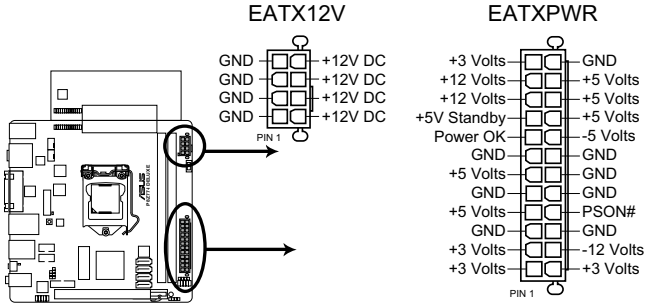 EATX12V
EATXPWR
GND +12V DC
GND +12V DC
GND +12V DC
GND +12V DC
PIN 1
+3 Volts GND
+12 Volts +5 Volts
+12 Volts +5 Volts
+5V Standby +5 Volts
Power OK -5 Volts
GND GND
+5 Volts GND
GND GND
+5 Volts PSON#
GND GND
+3 Volts -12 Volts
+3 Volts +3 Volts
PIN 1
ASUS
P8Z77-I DELUXE